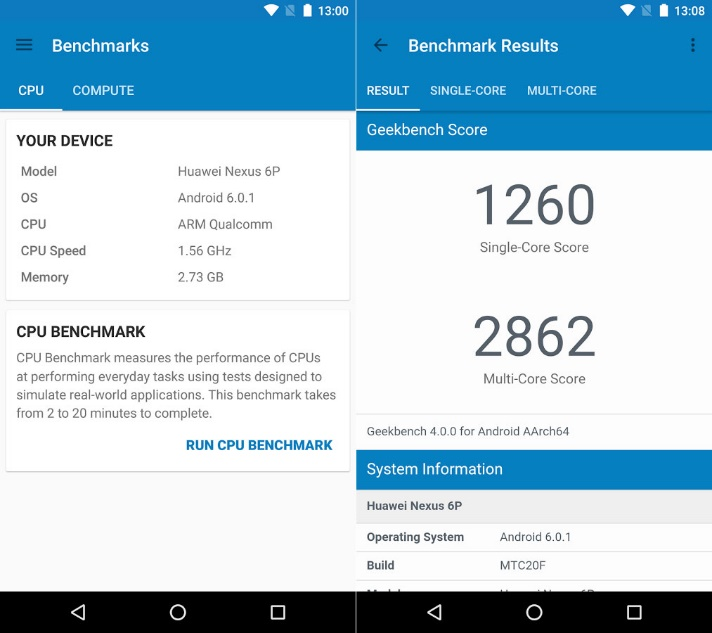 13:00
Benchmarks
CPU COMPUTE
YOUR DEVICE
Model Huawei Nexus 6P
OS Android 6.0.1
CPU ARM Qualcomm
CPU Speed 1.56 GHz
Memory 2.73 GB
CPU BENCHMARK
CPU Benchmark measures the performance of CPUs
at performing everyday tasks using tests designed to
simulate real-world applications. This benchmark takes
from 2 to 20 minutes to complete.
RUN CPU BENCHMARK
13:08
Benchmark Results
RESULT SINGLE-CORE MULTI-CORE
Geekbench Score
1260
Single-Core Score
2862
Multi-Core Score
Geekbench 4.0.0 for Android AArch64
System Information
Huawei Nexus 6P
Operating System Android 6.0.1
Build MTC20F